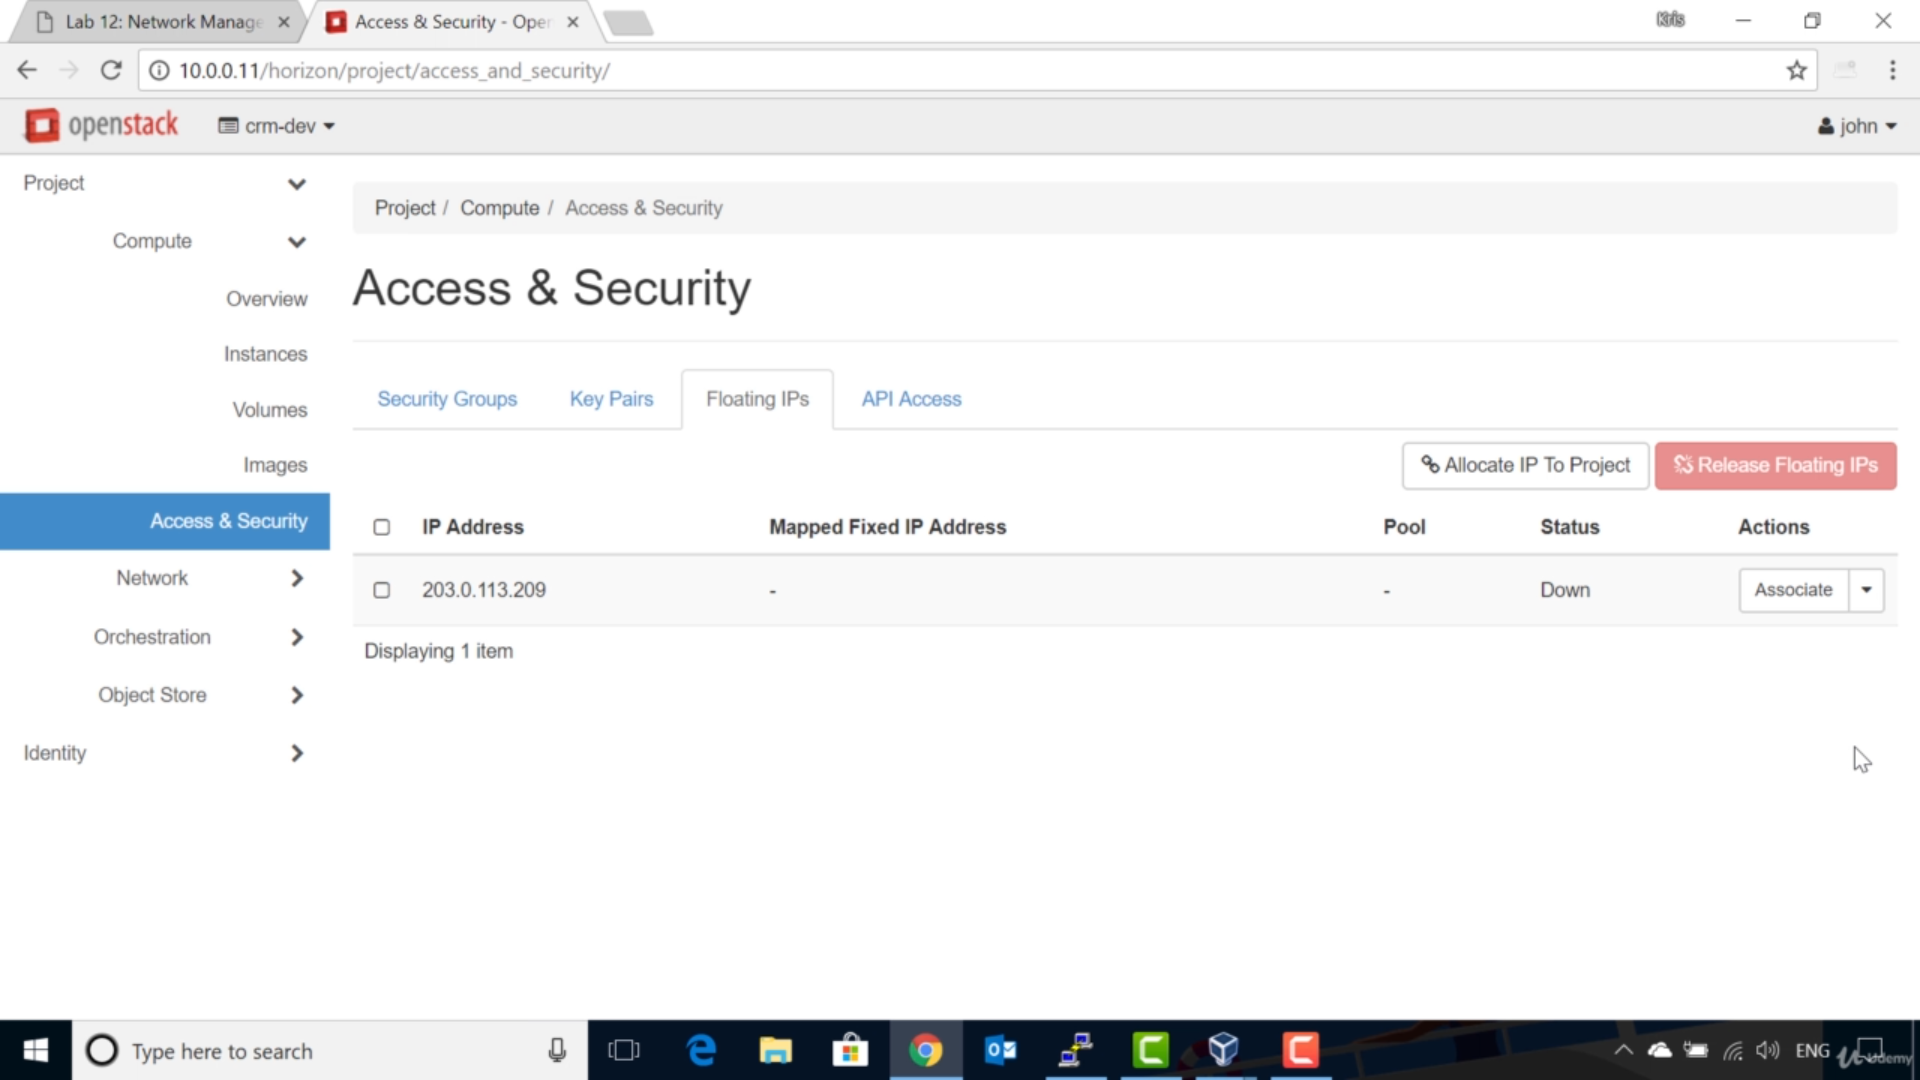 Lab 12: Network Manage
Access & Security - Oper
Kris
10.0.0.11/horizon/project/access_and_security/
openstack
crm-dev
john
Project
Compute
Overview
Instances
Volumes
Images
Access & Security
Network
Orchestration
Object Store
Identity
Project / Compute / Access & Security
Access & Security
Security Groups Key Pairs Floating IPs API Access
Allocate IP To Project Release Floating IPs
IP Address Mapped Fixed IP Address Pool Status Actions
203.0.113.209 - - Down Associate
Displaying 1 item
Type here to search
ENG
Udemy